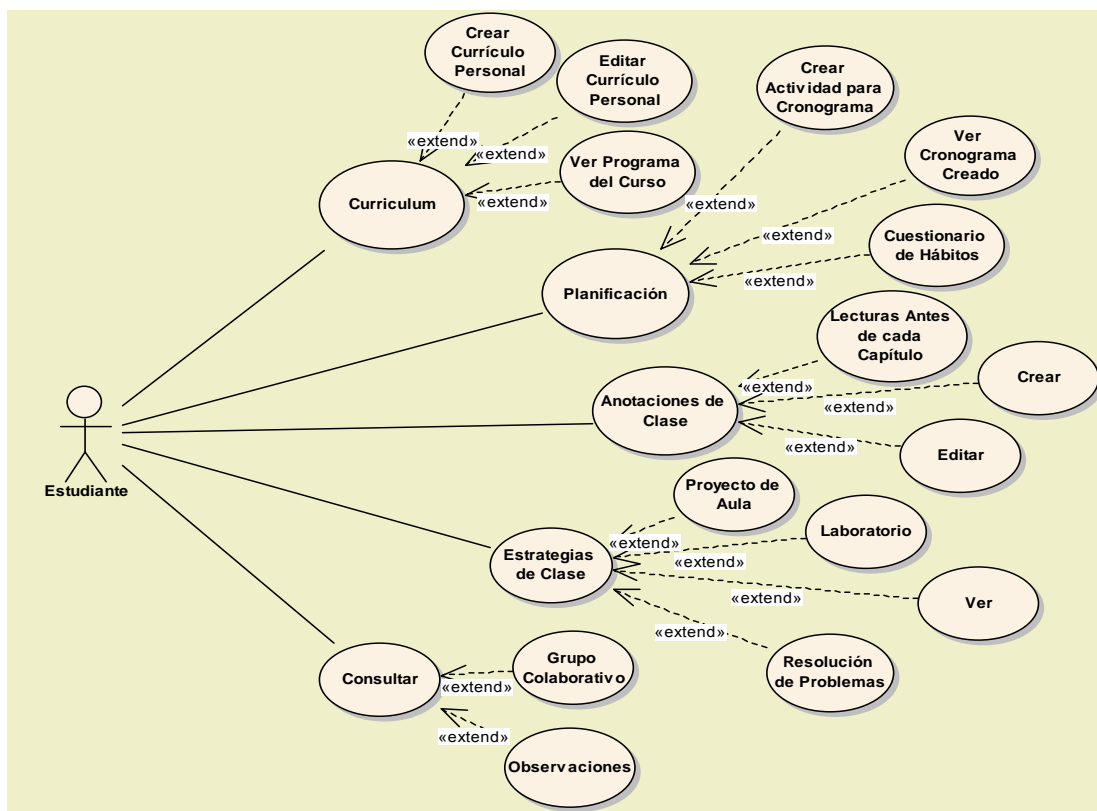 Crear
Currículo
Personal
Editar
Currículo
Personal
Ver Programa
del Curso
«extend»
«extend»
«extend»
Curriculum
Crear
Actividad para
Cronograma
Ver
Cronograma
Creado
Cuestionario
de Hábitos
«extend»
«extend»
«extend»
Planificación
Lecturas Antes
de cada
Capítulo
Crear
Editar
«extend»
«extend»
«extend»
Anotaciones de
Clase
Estudiante
Proyecto de
Aula
Laboratorio
Ver
Resolución
de Problemas
«extend»
«extend»
«extend»
«extend»
Estrategias
de Clase
Consultar
Grupo
Colaborativo
«extend»
«extend»
Observaciones